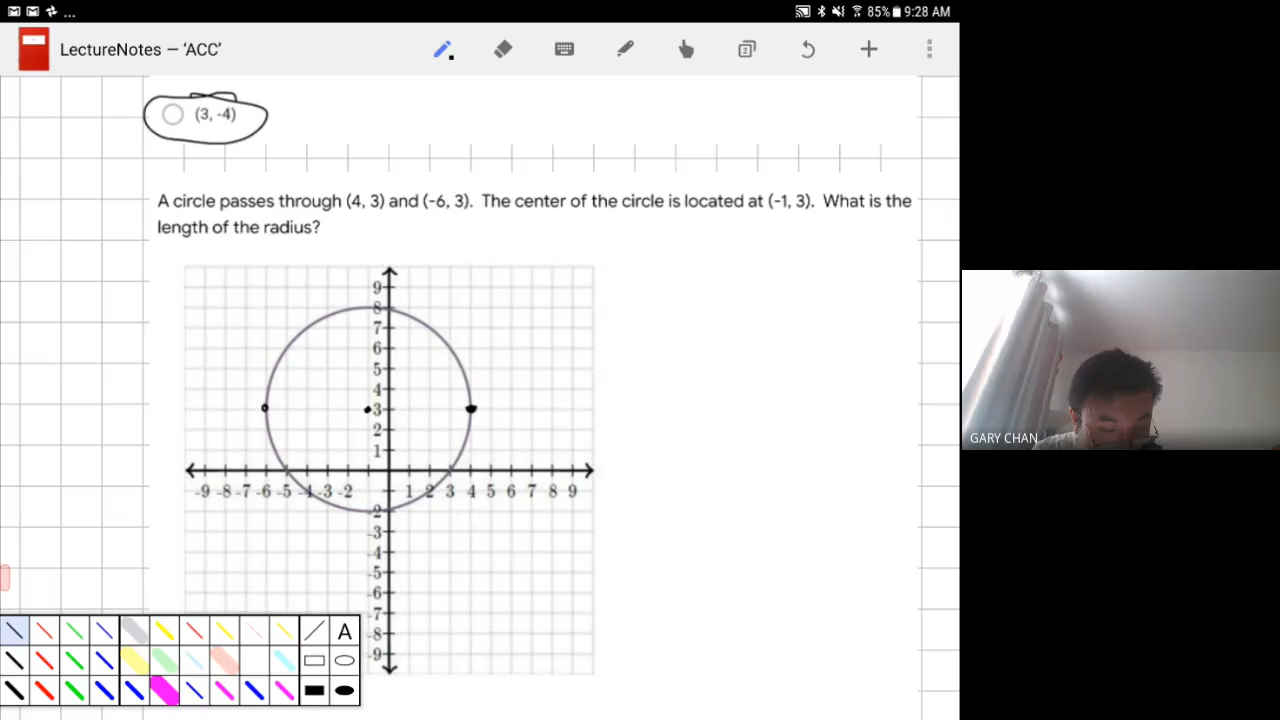 ... 85% 9:28 AM
LectureNotes — ‘ACC’
2
(3, -4)
A circle passes through (4, 3) and (-6, 3). The center of the circle is located at (-1, 3). What is the
length of the radius?
9
8
7
6
5
4
3
2
1
-9 -8 -7 -6 -5 -4 -3 -2 1 2 3 4 5 6 7 8 9
-2
-3
-4
-5
-6
-7
-8
-9
A
GARY CHAN